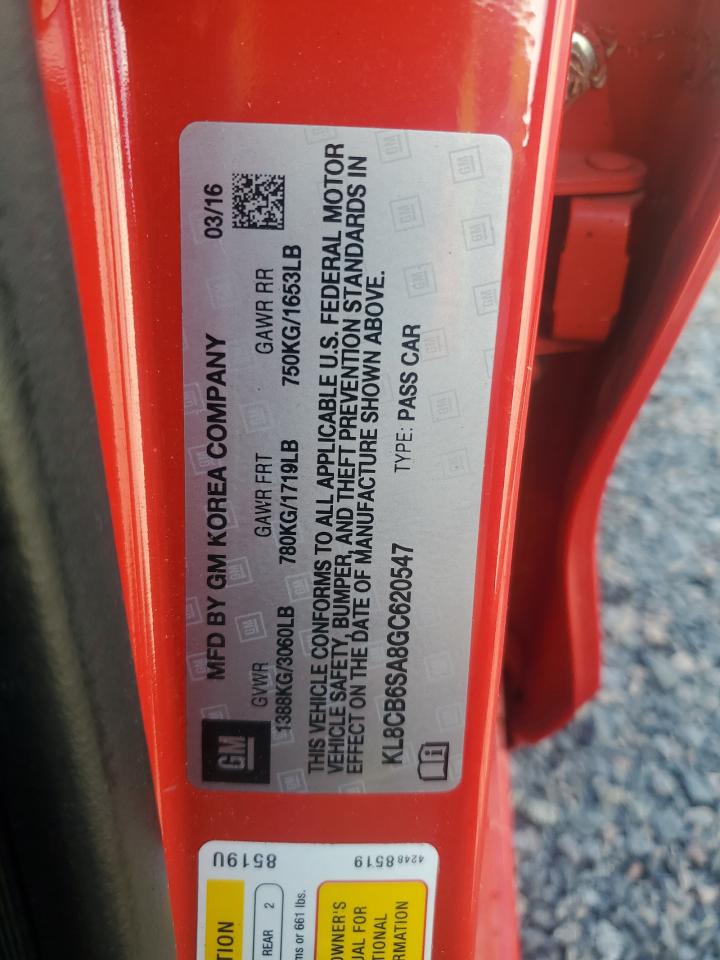 GM
MFD BY GM KOREA COMPANY 03/16
GVWR GAWR FRT GAWR RR
1388KG/3060LB 780KG/1719LB 750KG/1653LB
THIS VEHICLE CONFORMS TO ALL APPLICABLE U.S. FEDERAL MOTOR
VEHICLE SAFETY, BUMPER, AND THEFT PREVENTION STANDARDS IN
EFFECT ON THE DATE OF MANUFACTURE SHOWN ABOVE.
KL8CB6SA8GC620547 TYPE: PASS CAR
8519U
4248 8519
TION
REAR 2
ms or 661 lbs.
OWNER'S
UAL FOR
TIONAL
RMATION